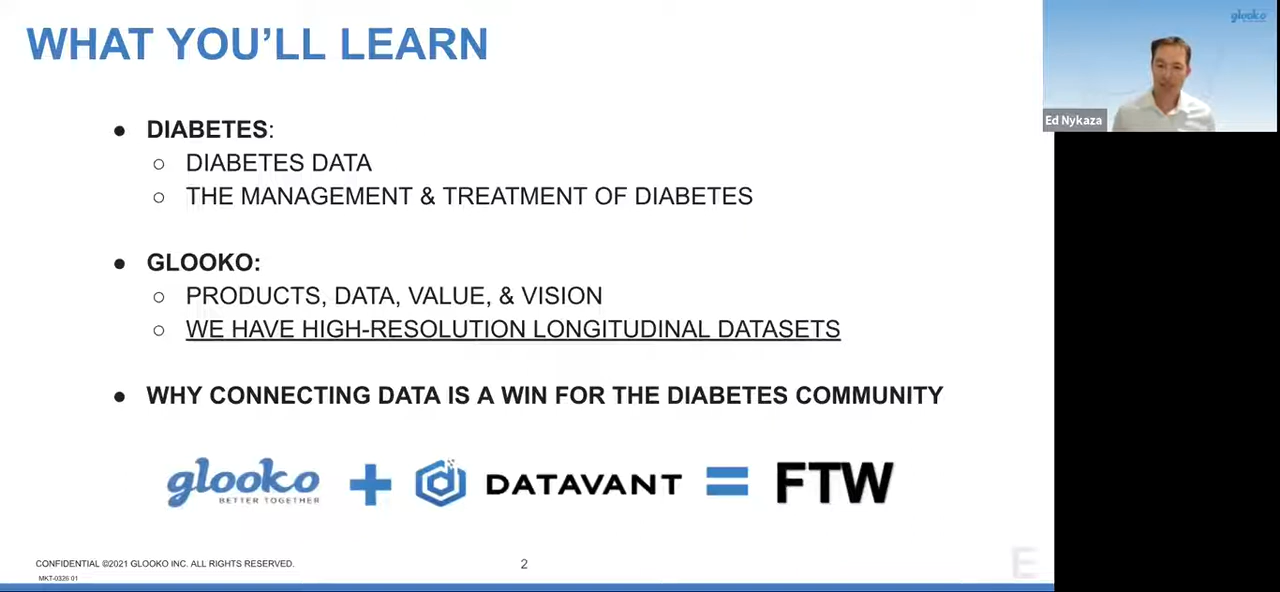 WHAT YOU'LL LEARN
glooko
Ed Nykaza
● DIABETES:
○ DIABETES DATA
○ THE MANAGEMENT & TREATMENT OF DIABETES
● GLOOKO:
○ PRODUCTS, DATA, VALUE, & VISION
○ WE HAVE HIGH-RESOLUTION LONGITUDINAL DATASETS
● WHY CONNECTING DATA IS A WIN FOR THE DIABETES COMMUNITY
glooko + DATAVANT = FTW
BETTER TOGETHER
CONFIDENTIAL ©2021 GLOOKO INC. ALL RIGHTS RESERVED.
2
E
MKT-0326 01